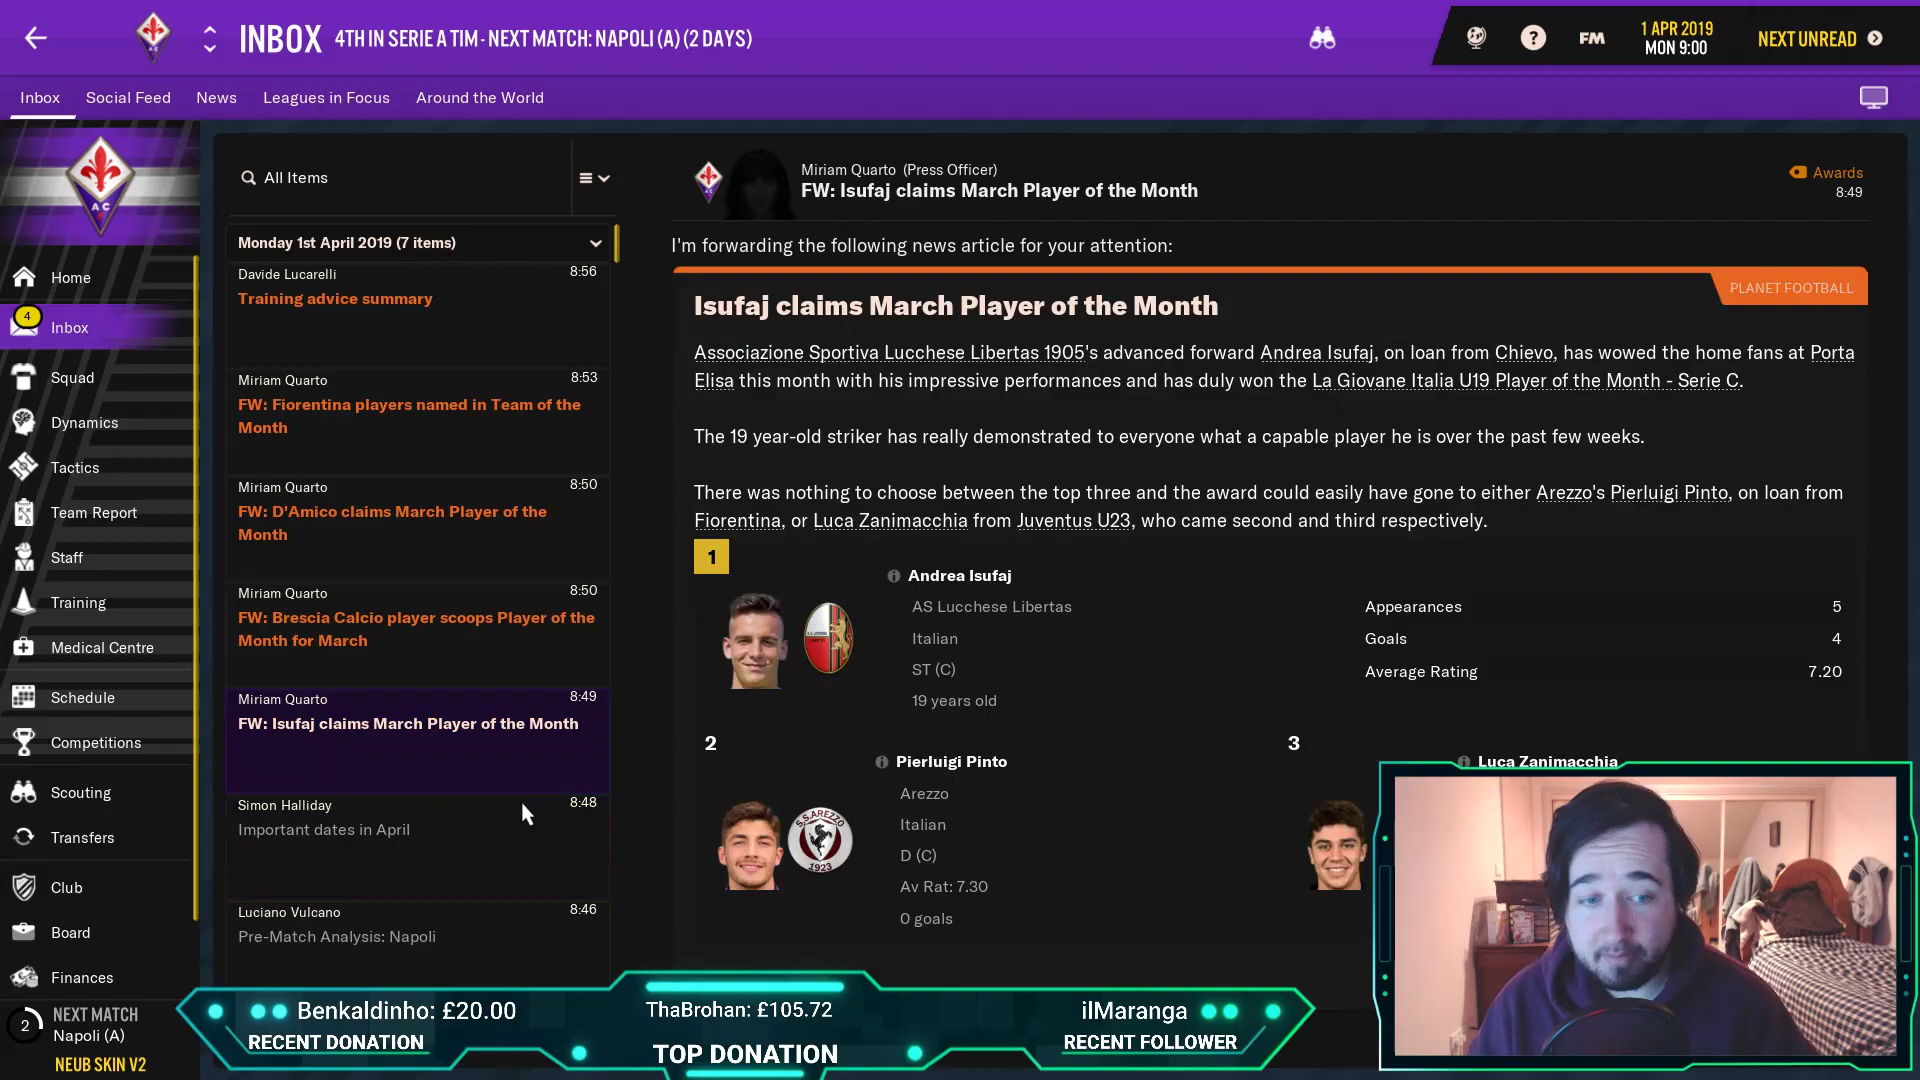 INBOX
4TH IN SERIE A TIM - NEXT MATCH: NAPOLI (A) (2 DAYS)
?
FM
1 APR 2019
MON 9:00
NEXT UNREAD
Inbox
Social Feed
News
Leagues in Focus
Around the World
A C
Home
4
Inbox
Squad
Dynamics
Tactics
Team Report
Staff
Training
Medical Centre
Schedule
Competitions
Scouting
Transfers
Club
Board
Finances
2
NEXT MATCH
Napoli (A)
NEUB SKIN V2
All Items
Monday 1st April 2019 (7 items)
Davide Lucarelli 8:56
Training advice summary
Miriam Quarto 8:53
FW: Fiorentina players named in Team of the
Month
Miriam Quarto 8:50
FW: D'Amico claims March Player of the
Month
Miriam Quarto 8:50
FW: Brescia Calcio player scoops Player of the
Month for March
Miriam Quarto 8:49
FW: Isufaj claims March Player of the Month
Simon Halliday 8:48
Important dates in April
Luciano Vulcano 8:46
Pre-Match Analysis: Napoli
Miriam Quarto (Press Officer)
FW: Isufaj claims March Player of the Month
Awards
8:49
I'm forwarding the following news article for your attention:
PLANET FOOTBALL
Isufaj claims March Player of the Month
Associazione Sportiva Lucchese Libertas 1905's advanced forward Andrea Isufaj, on loan from Chievo, has wowed the home fans at Porta
Elisa this month with his impressive performances and has duly won the La Giovane Italia U19 Player of the Month - Serie C.
The 19 year-old striker has really demonstrated to everyone what a capable player he is over the past few weeks.
There was nothing to choose between the top three and the award could easily have gone to either Arezzo's Pierluigi Pinto, on loan from
Fiorentina, or Luca Zanimacchia from Juventus U23, who came second and third respectively.
1
Andrea Isufaj
AS Lucchese Libertas
Italian
ST (C)
19 years old
Appearances 5
Goals 4
Average Rating 7.20
2
Pierluigi Pinto
Arezzo
Italian
D (C)
Av Rat: 7.30
0 goals
S.S. AREZZO
1923
3
Luca Zanimacchia
Benkaldinho: £20.00
RECENT DONATION
ThaBrohan: £105.72
TOP DONATION
ilMaranga
RECENT FOLLOWER